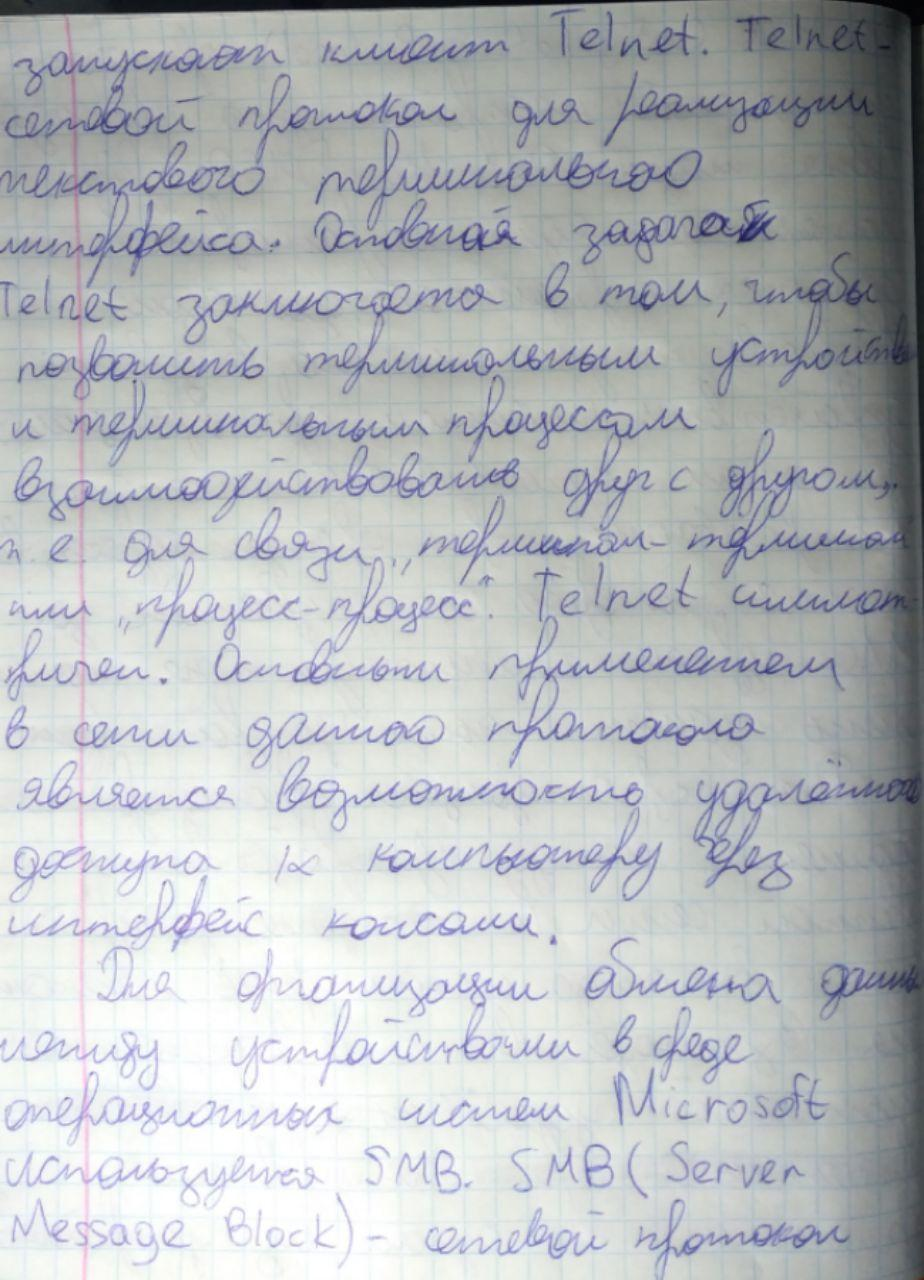 запускает клиент Telnet. Telnet-
сетевой протокол для реализации
текстового терминального
интерфейса. Основная задача
Telnet заключается в том, чтобы
позволить терминальным устройств
и терминальным процессам
взаимодействовать друг с другом,
т.е. для связи „терминал-терминал
или „процесс-процесс". Telnet симмет
ричен. Основным применением
в сети данного протокола
является возможность удалённого
доступа к компьютеру через
интерфейс консоли.
Для организации обмена данн
между устройствами в среде
операционных систем Microsoft
используется SMB. SMB (Server
Message Block) - сетевой протокол